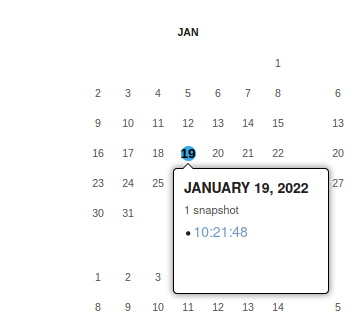 JAN
1
2 3 4 5 6 7 8 6
9 10 11 12 13 14 15 13
16 17 18 19 20 21 22 20
23 24 25 27
JANUARY 19, 2022
1 snapshot
• 10:21:48
30 31
1 2 3
8 9 10 11 12 13 14 5